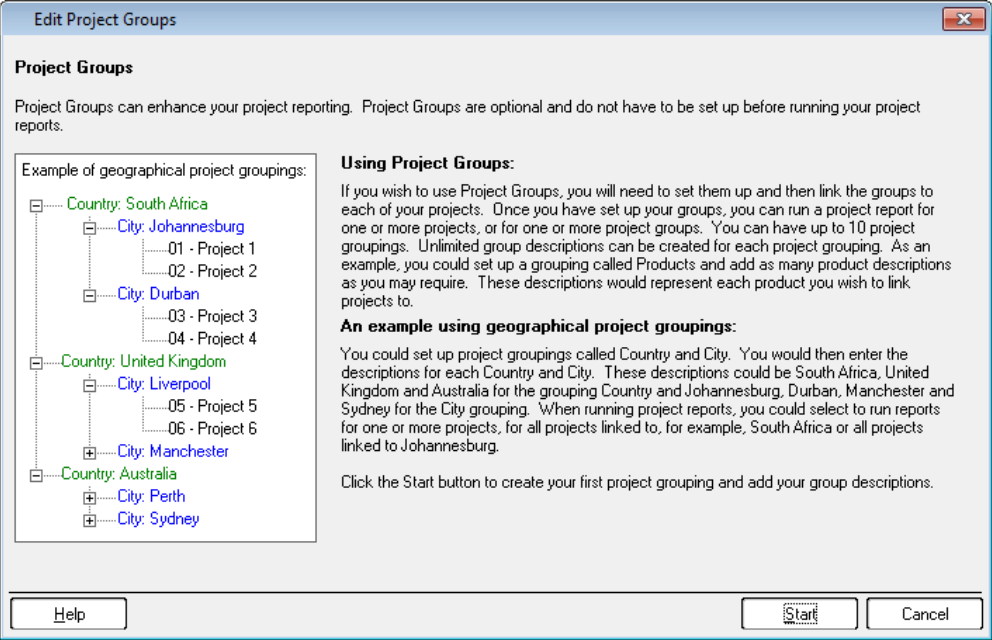 Edit Project Groups
Project Groups
Project Groups can enhance your project reporting.  Project Groups are optional and do not have to be set up before running your project
reports.
Example of geographical project groupings:
Country: South Africa
City: Johannesburg
01 - Project 1
02 - Project 2
City: Durban
03 - Project 3
04 - Project 4
Country: United Kingdom
City: Liverpool
05 - Project 5
06 - Project 6
City: Manchester
Country: Australia
City: Perth
City: Sydney
Using Project Groups:
If you wish to use Project Groups, you will need to set them up and then link the groups to
each of your projects.  Once you have set up your groups, you can run a project report for
one or more projects, or for one or more project groups.  You can have up to 10 project
groupings.  Unlimited group descriptions can be created for each project grouping.  As an
example, you could set up a grouping called Products and add as many product descriptions
as you may require.  These descriptions would represent each product you wish to link
projects to.
An example using geographical project groupings:
You could set up project groupings called Country and City.  You would then enter the
descriptions for each Country and City.  These descriptions could be South Africa, United
Kingdom and Australia for the grouping Country and Johannesburg, Durban, Manchester and
Sydney for the City grouping.  When running project reports, you could select to run reports
for one or more projects, for all projects linked to, for example, South Africa or all projects
linked to Johannesburg.
Click the Start button to create your first project grouping and add your group descriptions.
Help
Start
Cancel